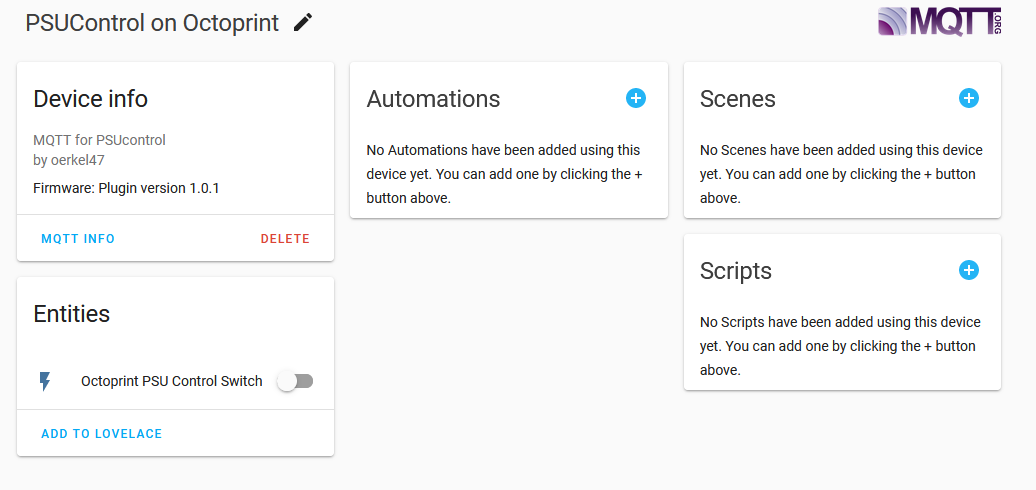 PSUControl on Octoprint
MQTT.ORG
Device info
MQTT for PSUcontrol
by oerkel47
Firmware: Plugin version 1.0.1
MQTT INFO
DELETE
Entities
Octoprint PSU Control Switch
ADD TO LOVELACE
Automations
No Automations have been added using this
device yet. You can add one by clicking the +
button above.
Scenes
No Scenes have been added using this device
yet. You can add one by clicking the + button
above.
Scripts
No Scripts have been added using this device
yet. You can add one by clicking the + button
above.